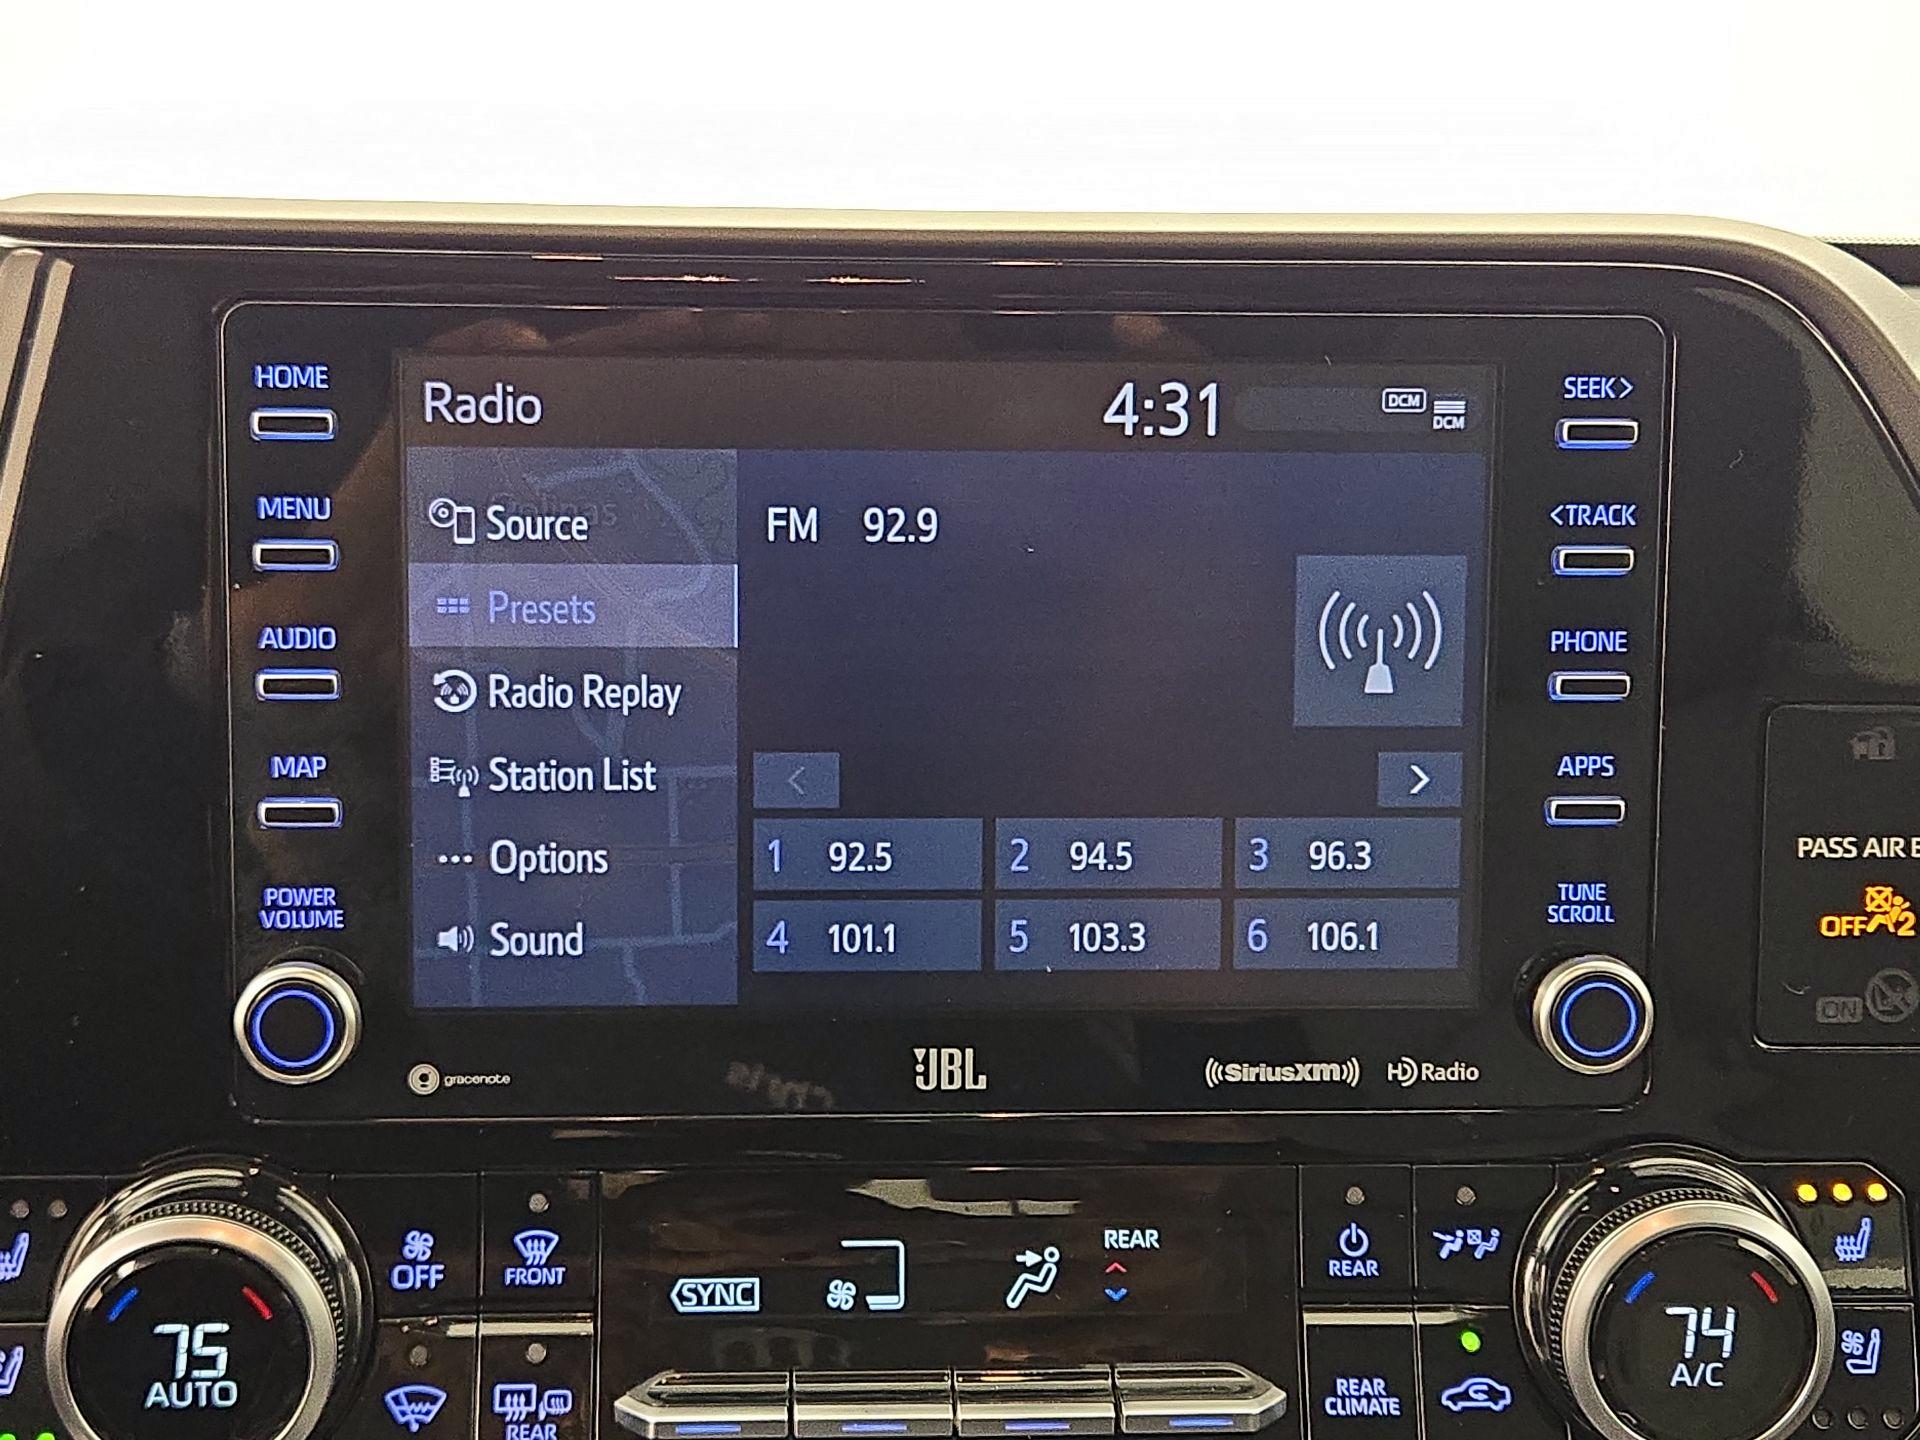 HOME
MENU
AUDIO
MAP
POWER
VOLUME
Radio
4:31
DCM
DCM
Source
Presets
Radio Replay
Station List
Options
Sound
FM 92.9
<
>
1 92.5
2 94.5
3 96.3
4 101.1
5 103.3
6 106.1
SEEK>
<TRACK
PHONE
APPS
TUNE
SCROLL
gracenote
JBL
SiriusXM
HD Radio
PASS AIR
OFF 2
ON
75
AUTO
OFF
FRONT
REAR
SYNC
REAR
REAR
REAR
CLIMATE
74
A/C